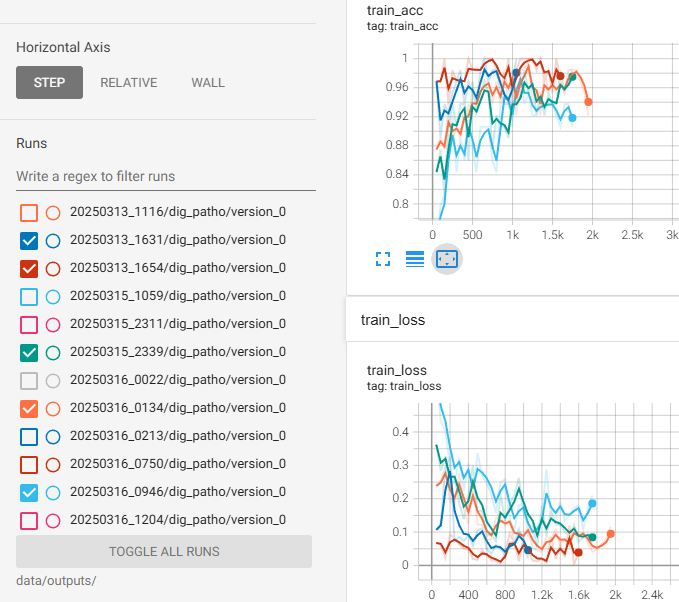 Horizontal Axis
STEP RELATIVE WALL
Runs
Write a regex to filter runs
20250313_1116/dig_patho/version_0
20250313_1631/dig_patho/version_0
20250313_1654/dig_patho/version_0
20250315_1059/dig_patho/version_0
20250315_2311/dig_patho/version_0
20250315_2339/dig_patho/version_0
20250316_0022/dig_patho/version_0
20250316_0134/dig_patho/version_0
20250316_0213/dig_patho/version_0
20250316_0750/dig_patho/version_0
20250316_0946/dig_patho/version_0
20250316_1204/dig_patho/version_0
TOGGLE ALL RUNS
data/outputs/
train_acc
tag: train_acc
1
0.96
0.92
0.88
0.84
0.8
0 500 1k 1.5k 2k 2.5k 3k
train_loss
train_loss
tag: train_loss
0.4
0.3
0.2
0.1
0
0 400 800 1.2k 1.6k 2k 2.4k